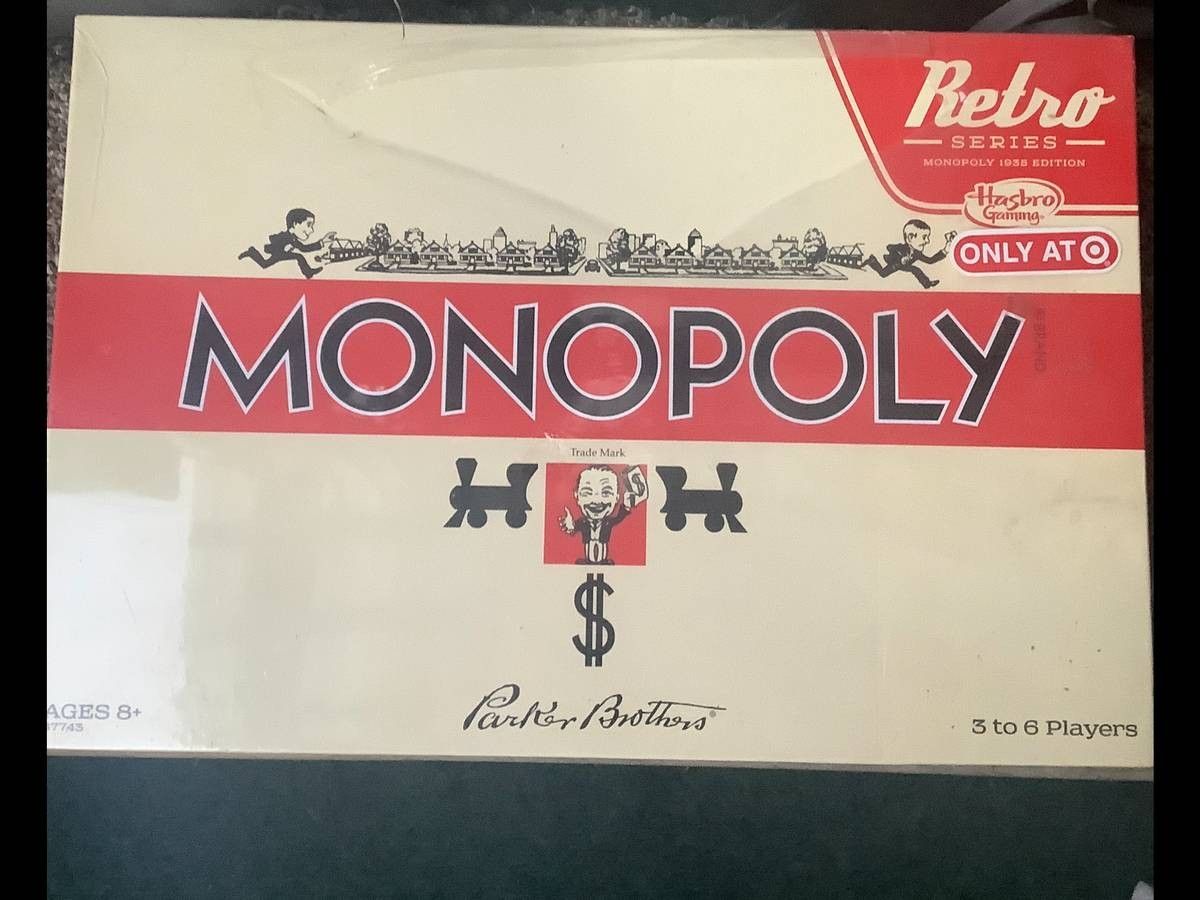 Retro
SERIES
MONOPOLY 1935 EDITION
Hasbro
Gaming
ONLY AT
MONOPOLY
Trade Mark
$
$
Parker Brothers®
AGES 8+
3 to 6 Players